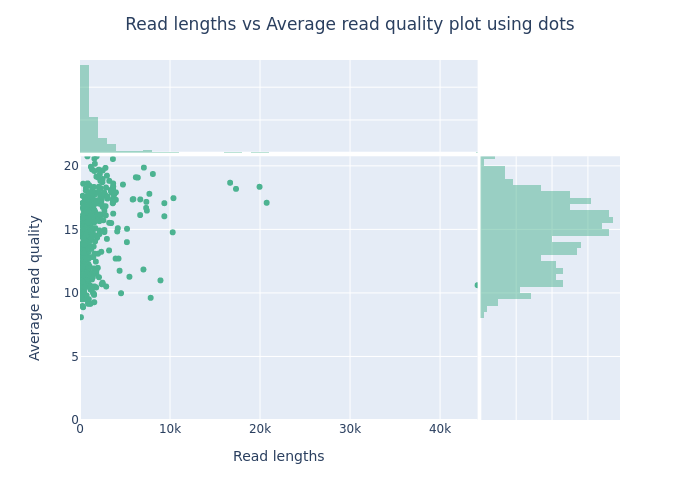 Read lengths vs Average read quality plot using dots
20
15
10
5
0
Average read quality
0 10k 20k 30k 40k
Read lengths